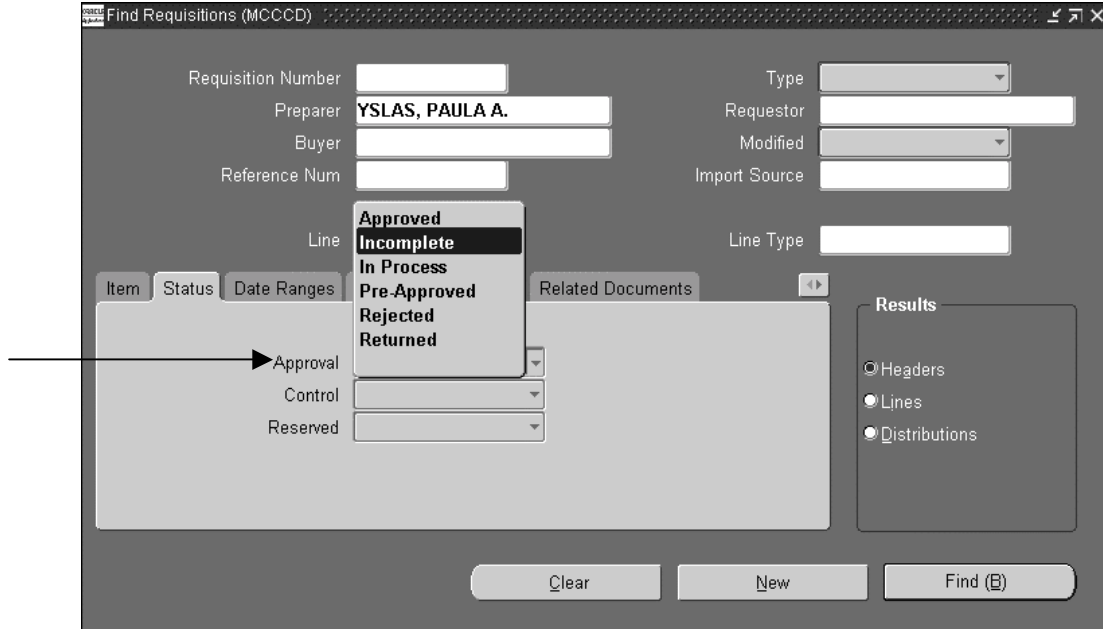 Find Requisitions (MCCCD)
Requisition Number
Type
Preparer YSLAS, PAULA A.
Requestor
Buyer
Modified
Reference Num
Import Source
Line
Line Type
Approved
Incomplete
In Process
Pre-Approved
Rejected
Returned
Item Status Date Ranges Related Documents
Approval
Control
Reserved
Results
Headers
Lines
Distributions
Clear New Find (B)